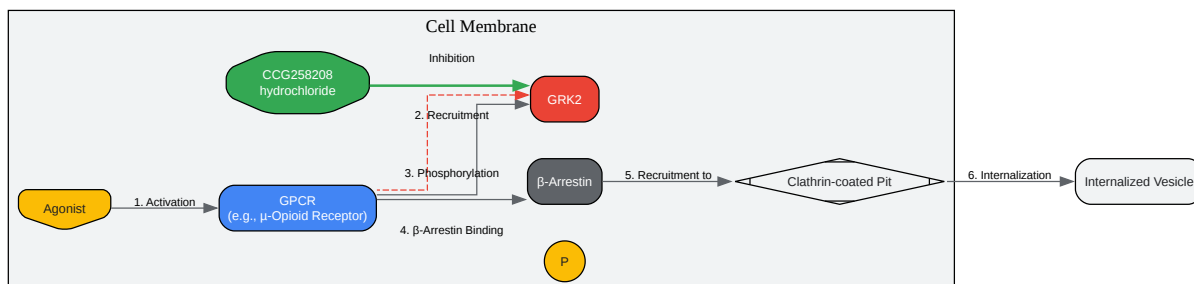 Cell Membrane
Inhibition
CCG258208
hydrochloride
GRK2
2. Recruitment
3. Phosphorylation
β-Arrestin
5. Recruitment to
Clathrin-coated Pit
6. Internalization
Internalized Vesicle
Agonist
1. Activation
GPCR
(e.g., μ-Opioid Receptor)
4. β-Arrestin Binding
P